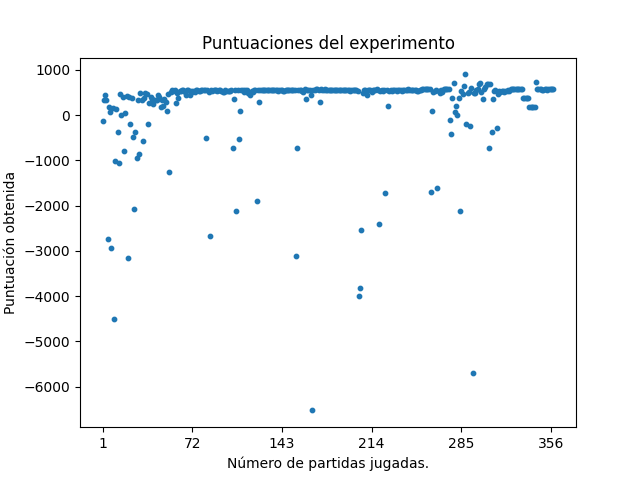 Puntuaciones del experimento
1000
0
−1000
−2000
−3000
−4000
−5000
−6000
Puntuación obtenida
1 72 143 214 285 356
Número de partidas jugadas.